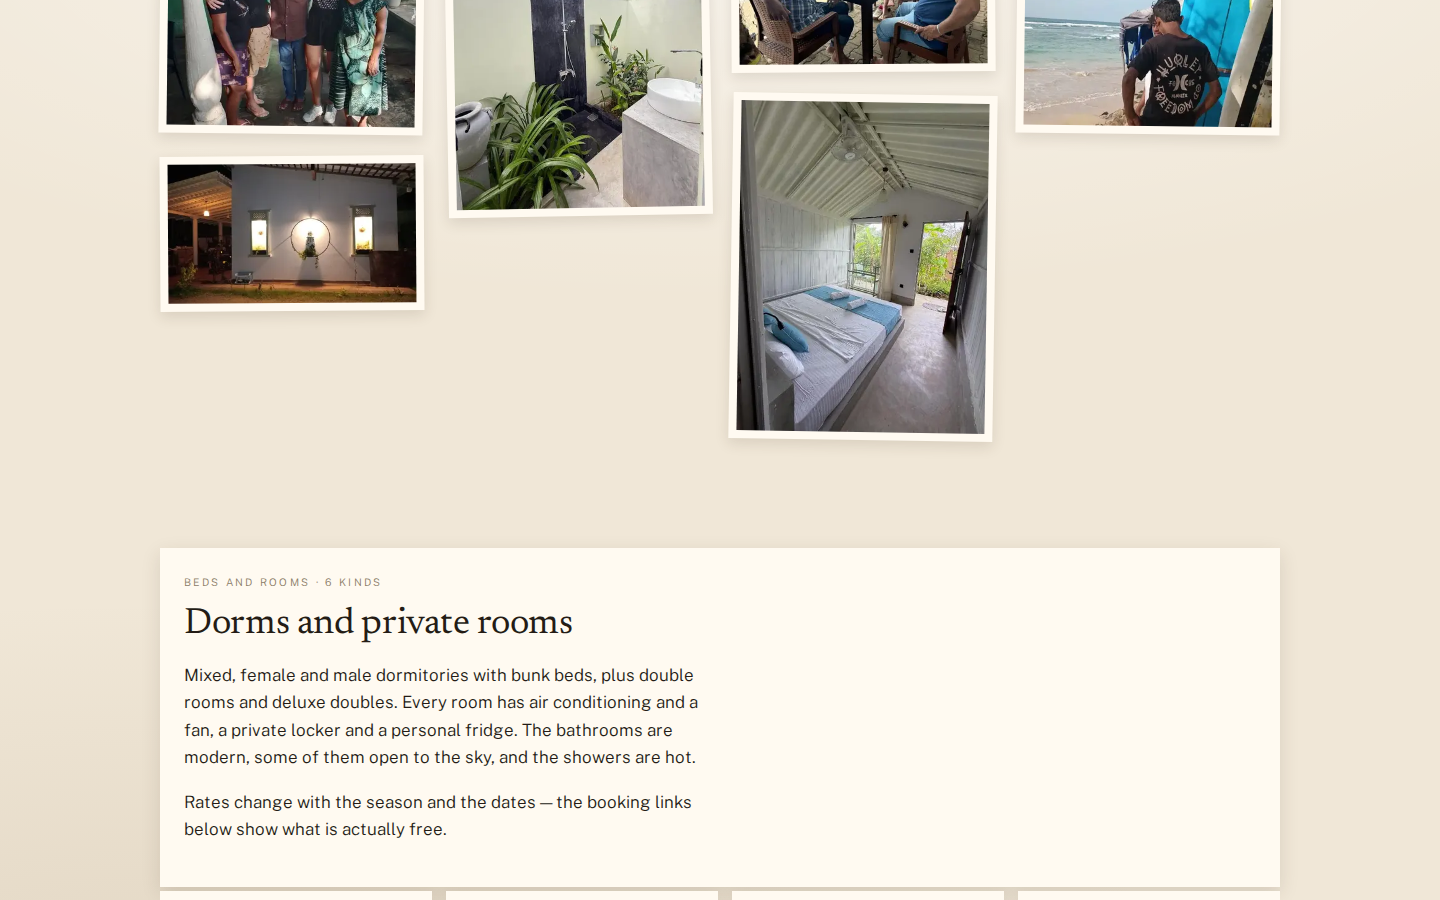 HURLEY
FREEDOM
BEDS AND ROOMS · 6 KINDS
Dorms and private rooms
Mixed, female and male dormitories with bunk beds, plus double
rooms and deluxe doubles. Every room has air conditioning and a
fan, a private locker and a personal fridge. The bathrooms are
modern, some of them open to the sky, and the showers are hot.
Rates change with the season and the dates — the booking links
below show what is actually free.